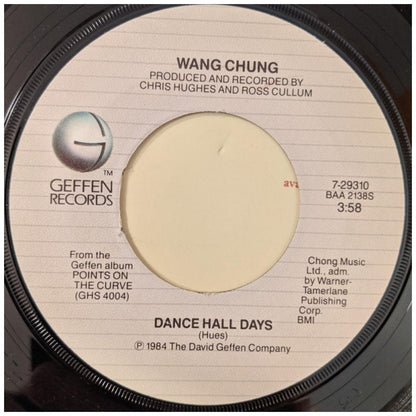 WANG CHUNG
PRODUCED AND RECORDED BY
CHRIS HUGHES AND ROSS CULLUM
TM
GEFFEN
RECORDS
7-29310
BAA 2138S
3:58
From the
Geffen album
POINTS ON
THE CURVE
(GHS 4004)
Chong Music
Ltd., adm.
by Warner-
Tamerlane
Publishing
Corp.
BMI
DANCE HALL DAYS
(Hues)
Ⓟ 1984 The David Geffen Company